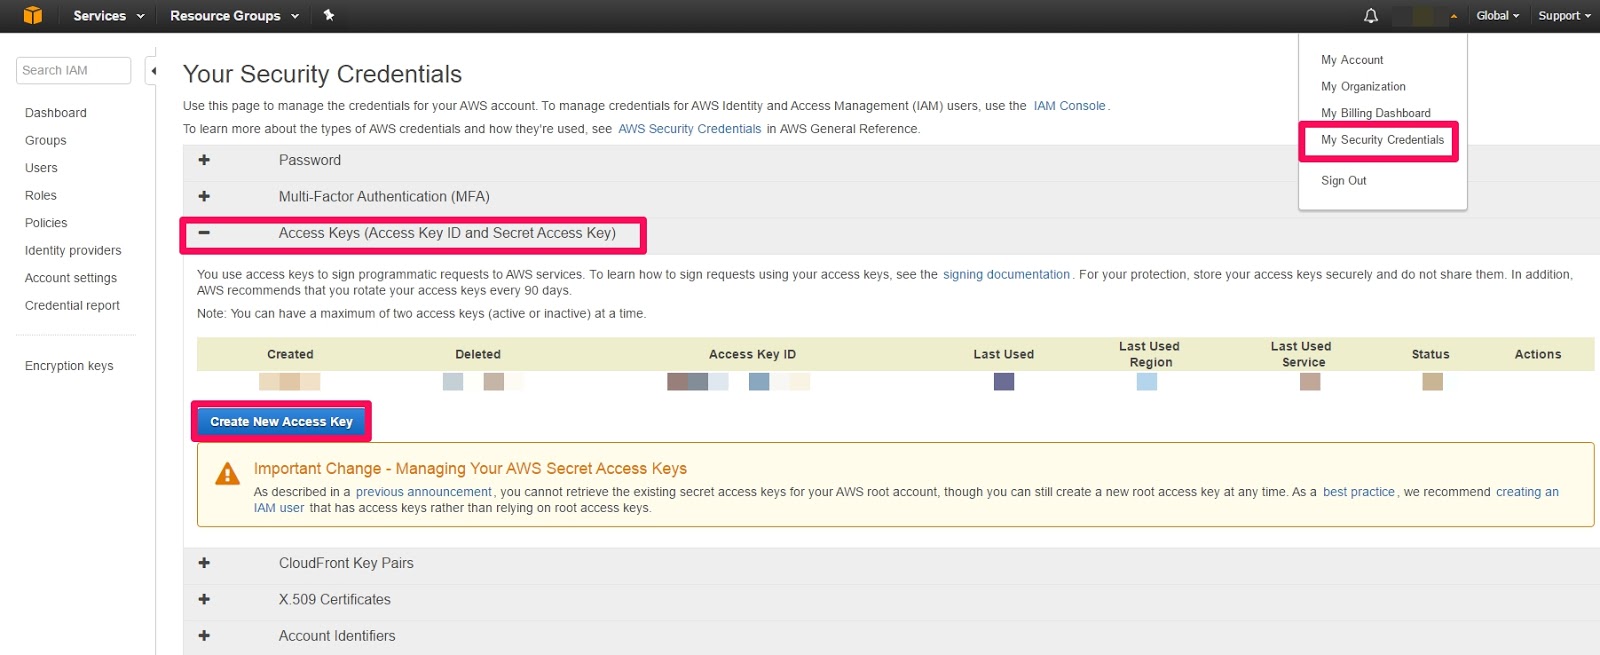 Services Resource Groups Global Support
Search IAM
Dashboard
Groups
Users
Roles
Policies
Identity providers
Account settings
Credential report
Encryption keys
My Account
My Organization
My Billing Dashboard
My Security Credentials
Sign Out
Your Security Credentials
Use this page to manage the credentials for your AWS account. To manage credentials for AWS Identity and Access Management (IAM) users, use the IAM Console.
To learn more about the types of AWS credentials and how they're used, see AWS Security Credentials in AWS General Reference.
Password
Multi-Factor Authentication (MFA)
Access Keys (Access Key ID and Secret Access Key)
You use access keys to sign programmatic requests to AWS services. To learn how to sign requests using your access keys, see the signing documentation. For your protection, store your access keys securely and do not share them. In addition,
AWS recommends that you rotate your access keys every 90 days.
Note: You can have a maximum of two access keys (active or inactive) at a time.
Created Deleted Access Key ID Last Used Last Used Region Last Used Service Status Actions
Create New Access Key
Important Change - Managing Your AWS Secret Access Keys
As described in a previous announcement, you cannot retrieve the existing secret access keys for your AWS root account, though you can still create a new root access key at any time. As a best practice, we recommend creating an
IAM user that has access keys rather than relying on root access keys.
CloudFront Key Pairs
X.509 Certificates
Account Identifiers